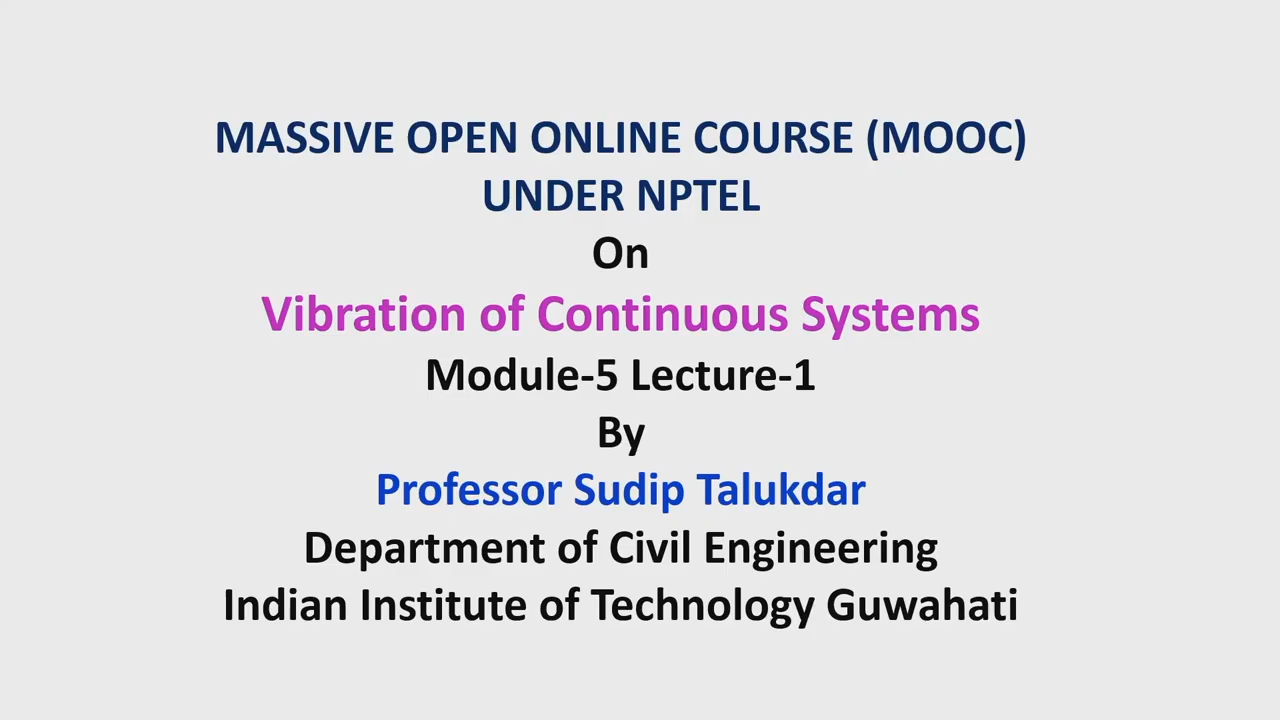 MASSIVE OPEN ONLINE COURSE (MOOC)
UNDER NPTEL
On
Vibration of Continuous Systems
Module-5 Lecture-1
By
Professor Sudip Talukdar
Department of Civil Engineering
Indian Institute of Technology Guwahati